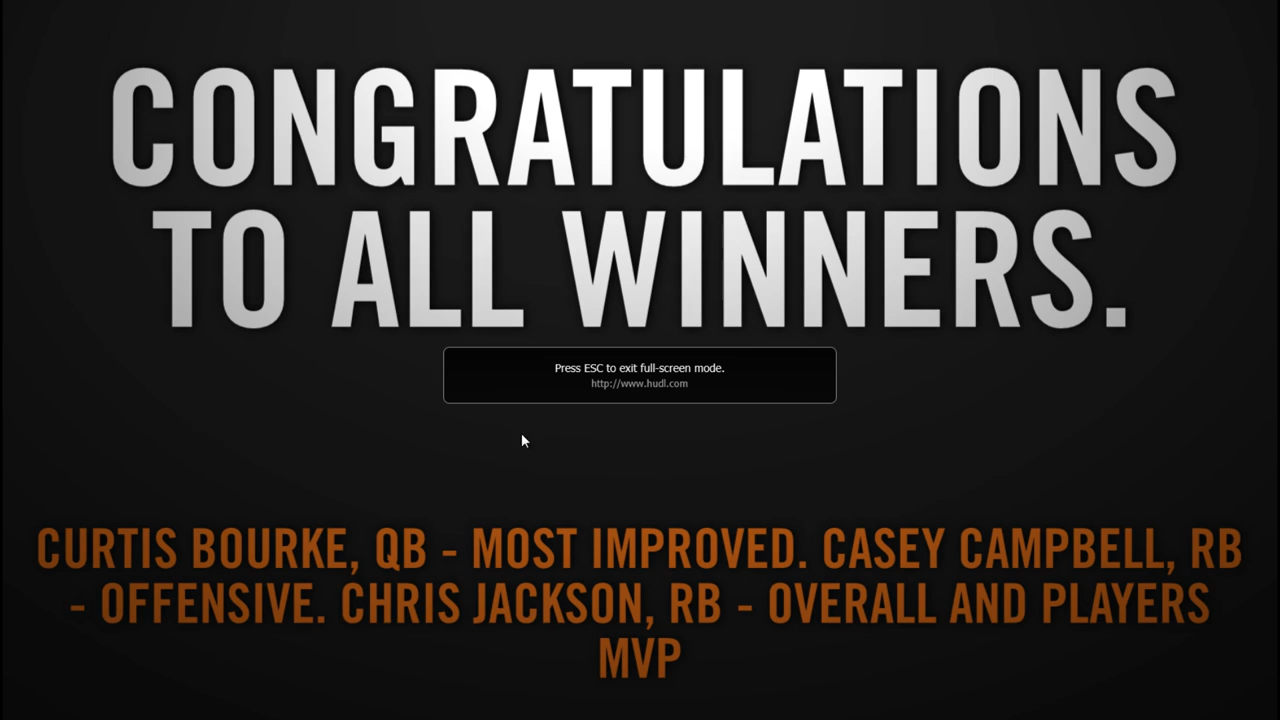 CONGRATULATIONS
TO ALL WINNERS.
Press ESC to exit full-screen mode.
http://www.hudl.com
CURTIS BOURKE, QB - MOST IMPROVED. CASEY CAMPBELL, RB
- OFFENSIVE. CHRIS JACKSON, RB - OVERALL AND PLAYERS
MVP